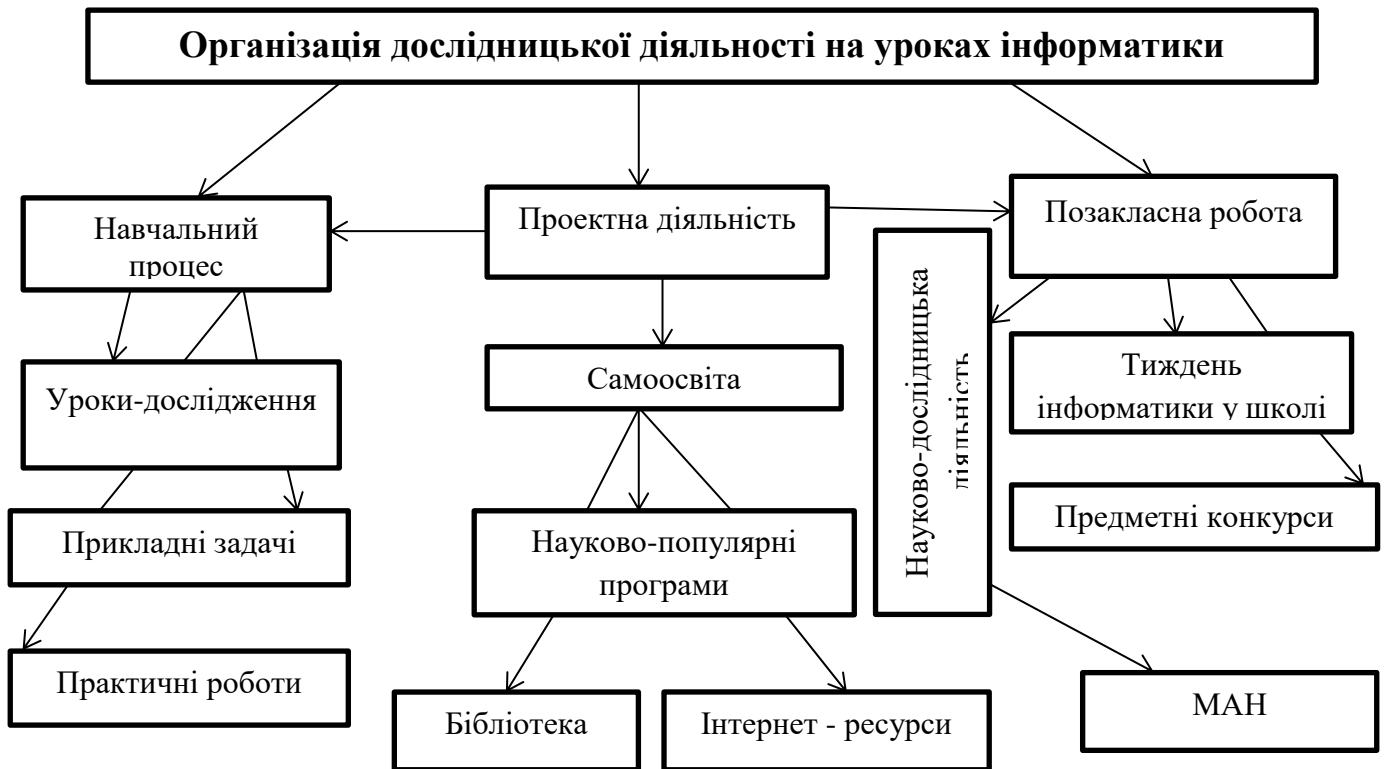 Організація дослідницької діяльності на уроках інформатики
Навчальний
процес
Проектна діяльність
Позакласна робота
Уроки-дослідження
Самоосвіта
Науково-дослідницька
діяльність
Тиждень
інформатики у школі
Прикладні задачі
Науково-популярні
програми
Предметні конкурси
Практичні роботи
Бібліотека
Інтернет - ресурси
МАН